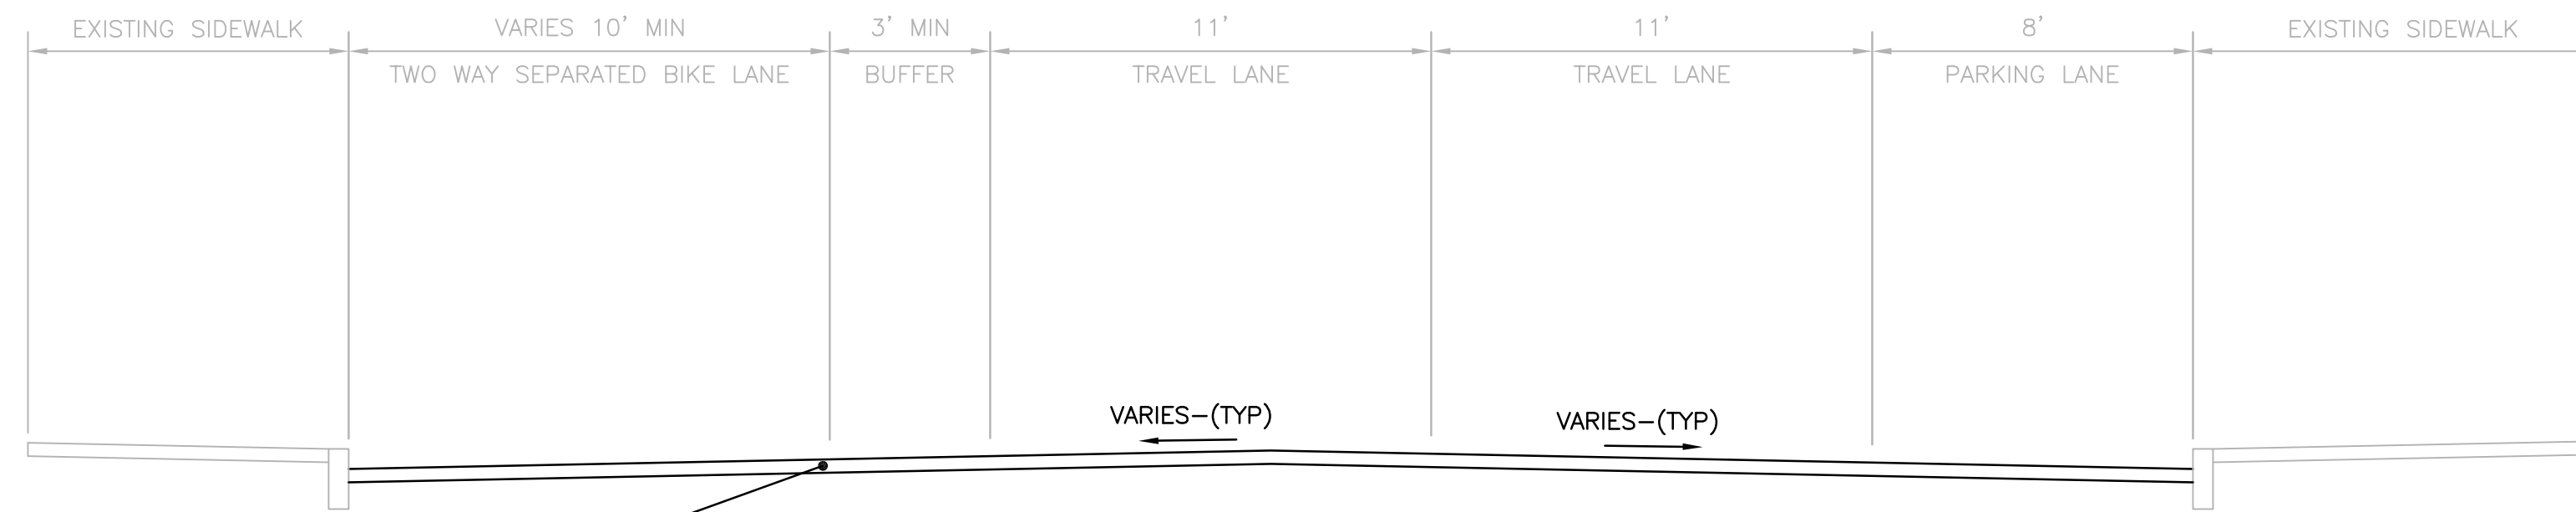 EXISTING SIDEWALK
VARIES 10' MIN
3' MIN
11'
11'
8'
EXISTING SIDEWALK
TWO WAY SEPARATED BIKE LANE
BUFFER
TRAVEL LANE
TRAVEL LANE
PARKING LANE
VARIES-(TYP)
VARIES-(TYP)